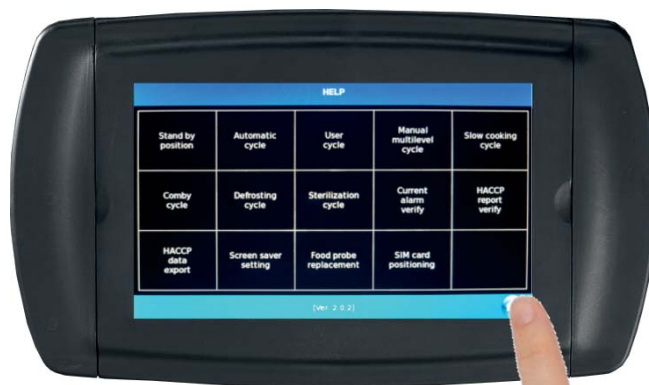 HELP
Stand by
position
Automatic
cycle
User
cycle
Manual
multilevel
cycle
Slow cooking
cycle
Comby
cycle
Defrosting
cycle
Sterilization
cycle
Current
alarm
verify
HACCP
report
verify
HACCP
data
export
Screen saver
setting
Food probe
replacement
SIM card
positioning
[Ver. 2.0.2]